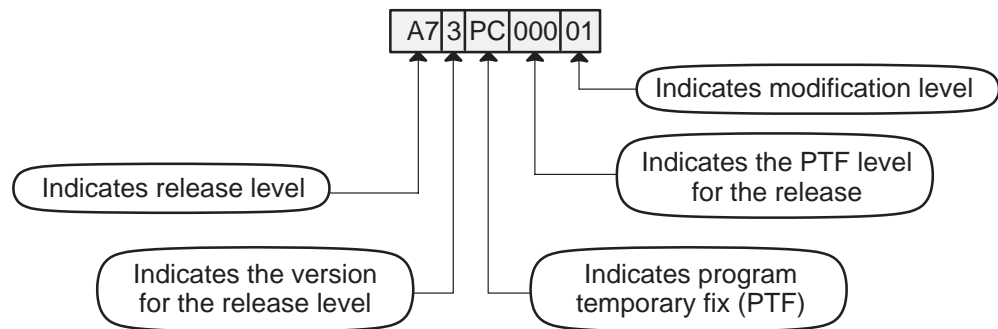 A7 3 PC 000 01
Indicates modification level
Indicates the PTF level
for the release
Indicates release level
Indicates the version
for the release level
Indicates program
temporary fix (PTF)